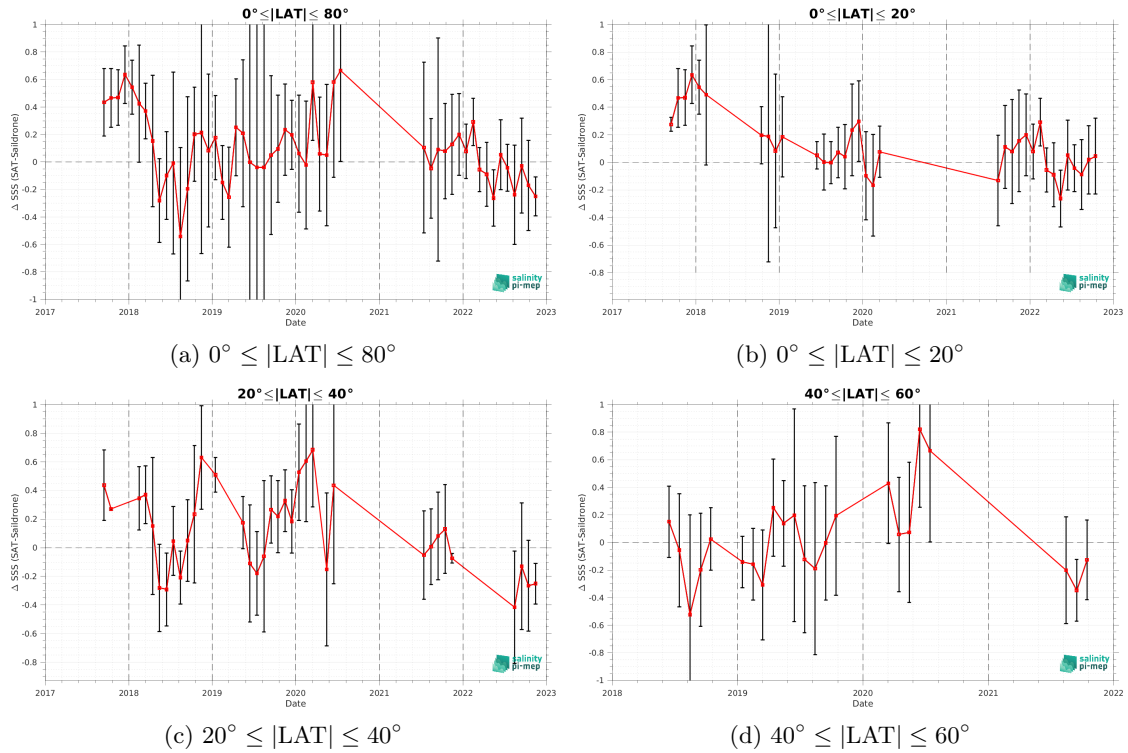 0°≤|LAT|≤ 80°
1
0.8
0.6
0.4
0.2
0
-0.2
-0.4
-0.6
-0.8
-1
Δ SSS (SAT-Saildrone)
2017 2018 2019 2020 2021 2022 2023
Date
salinity
pi-mep
(a) 0° ≤ |LAT| ≤ 80°
0°≤|LAT|≤ 20°
1
0.8
0.6
0.4
0.2
0
-0.2
-0.4
-0.6
-0.8
-1
Δ SSS (SAT-Saildrone)
2017 2018 2019 2020 2021 2022 2023
Date
salinity
pi-mep
(b) 0° ≤ |LAT| ≤ 20°
20°≤|LAT|≤ 40°
1
0.8
0.6
0.4
0.2
0
-0.2
-0.4
-0.6
-0.8
Δ SSS (SAT-Saildrone)
2017 2018 2019 2020 2021 2022 2023
Date
salinity
pi-mep
(c) 20° ≤ |LAT| ≤ 40°
40°≤|LAT|≤ 60°
1
0.8
0.6
0.4
0.2
0
-0.2
-0.4
-0.6
-0.8
-1
Δ SSS (SAT-Saildrone)
2018 2019 2020 2021 2022
Date
salinity
pi-mep
(d) 40° ≤ |LAT| ≤ 60°